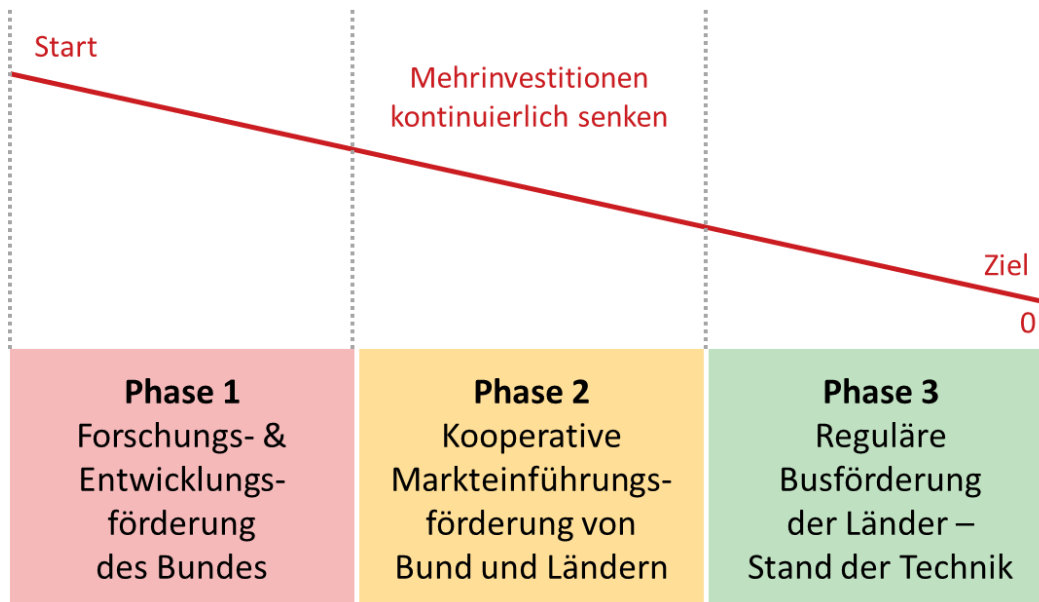 Start
Mehrinvestitionen
kontinuierlich senken
Ziel
0
Phase 1
Forschungs- &
Entwicklungs-
förderung
des Bundes
Phase 2
Kooperative
Markteinführungs-
förderung von
Bund und Ländern
Phase 3
Reguläre
Busförderung
der Länder –
Stand der Technik